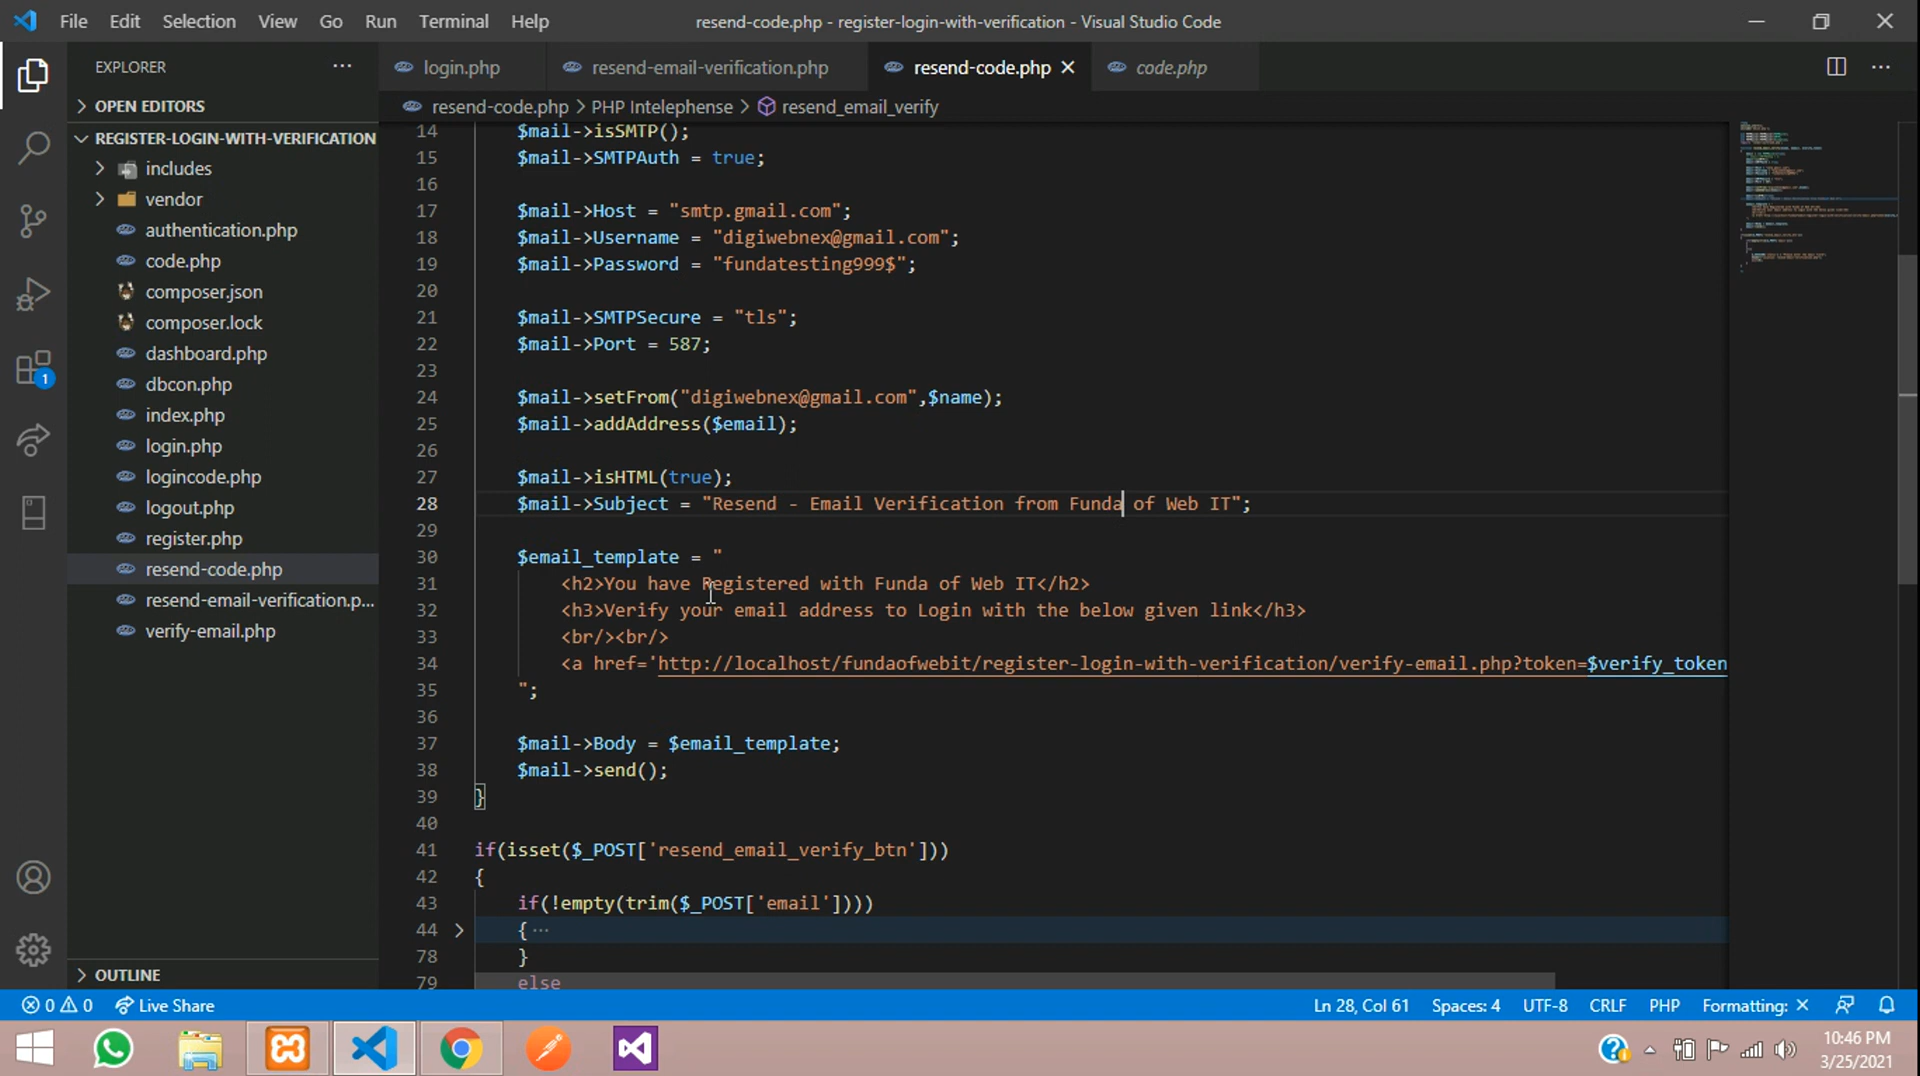 File Edit Selection View Go Run Terminal Help
resend-code.php - register-login-with-verification - Visual Studio Code
EXPLORER
login.php resend-email-verification.php resend-code.php code.php
OPEN EDITORS
resend-code.php > PHP Intelephense > resend_email_verify
REGISTER-LOGIN-WITH-VERIFICATION
includes
vendor
authentication.php
code.php
composer.json
composer.lock
dashboard.php
dbcon.php
index.php
login.php
logincode.php
logout.php
register.php
resend-code.php
resend-email-verification.p...
verify-email.php
OUTLINE
14 $mail->isSMTP();
15 $mail->SMTPAuth = true;
16
17 $mail->Host = "smtp.gmail.com";
18 $mail->Username = "digiwebnex@gmail.com";
19 $mail->Password = "fundatesting999$";
20
21 $mail->SMTPSecure = "tls";
22 $mail->Port = 587;
23
24 $mail->setFrom("digiwebnex@gmail.com",$name);
25 $mail->addAddress($email);
26
27 $mail->isHTML(true);
28 $mail->Subject = "Resend - Email Verification from Funda of Web IT";
29
30 $email_template = "
31 <h2>You have Registered with Funda of Web IT</h2>
32 <h3>Verify your email address to Login with the below given link</h3>
33 <br/><br/>
34 <a href='http://localhost/fundaofwebit/register-login-with-verification/verify-email.php?token=$verify_token
35 ";
36
37 $mail->Body = $email_template;
38 $mail->send();
39 }
40
41 if(isset($_POST['resend_email_verify_btn']))
42 {
43 if(!empty(trim($_POST['email'])))
44 { ...
78 }
79 else
1
0 0 Live Share
Ln 28, Col 61 Spaces: 4 UTF-8 CRLF PHP Formatting: ×
10:46 PM
3/25/2021